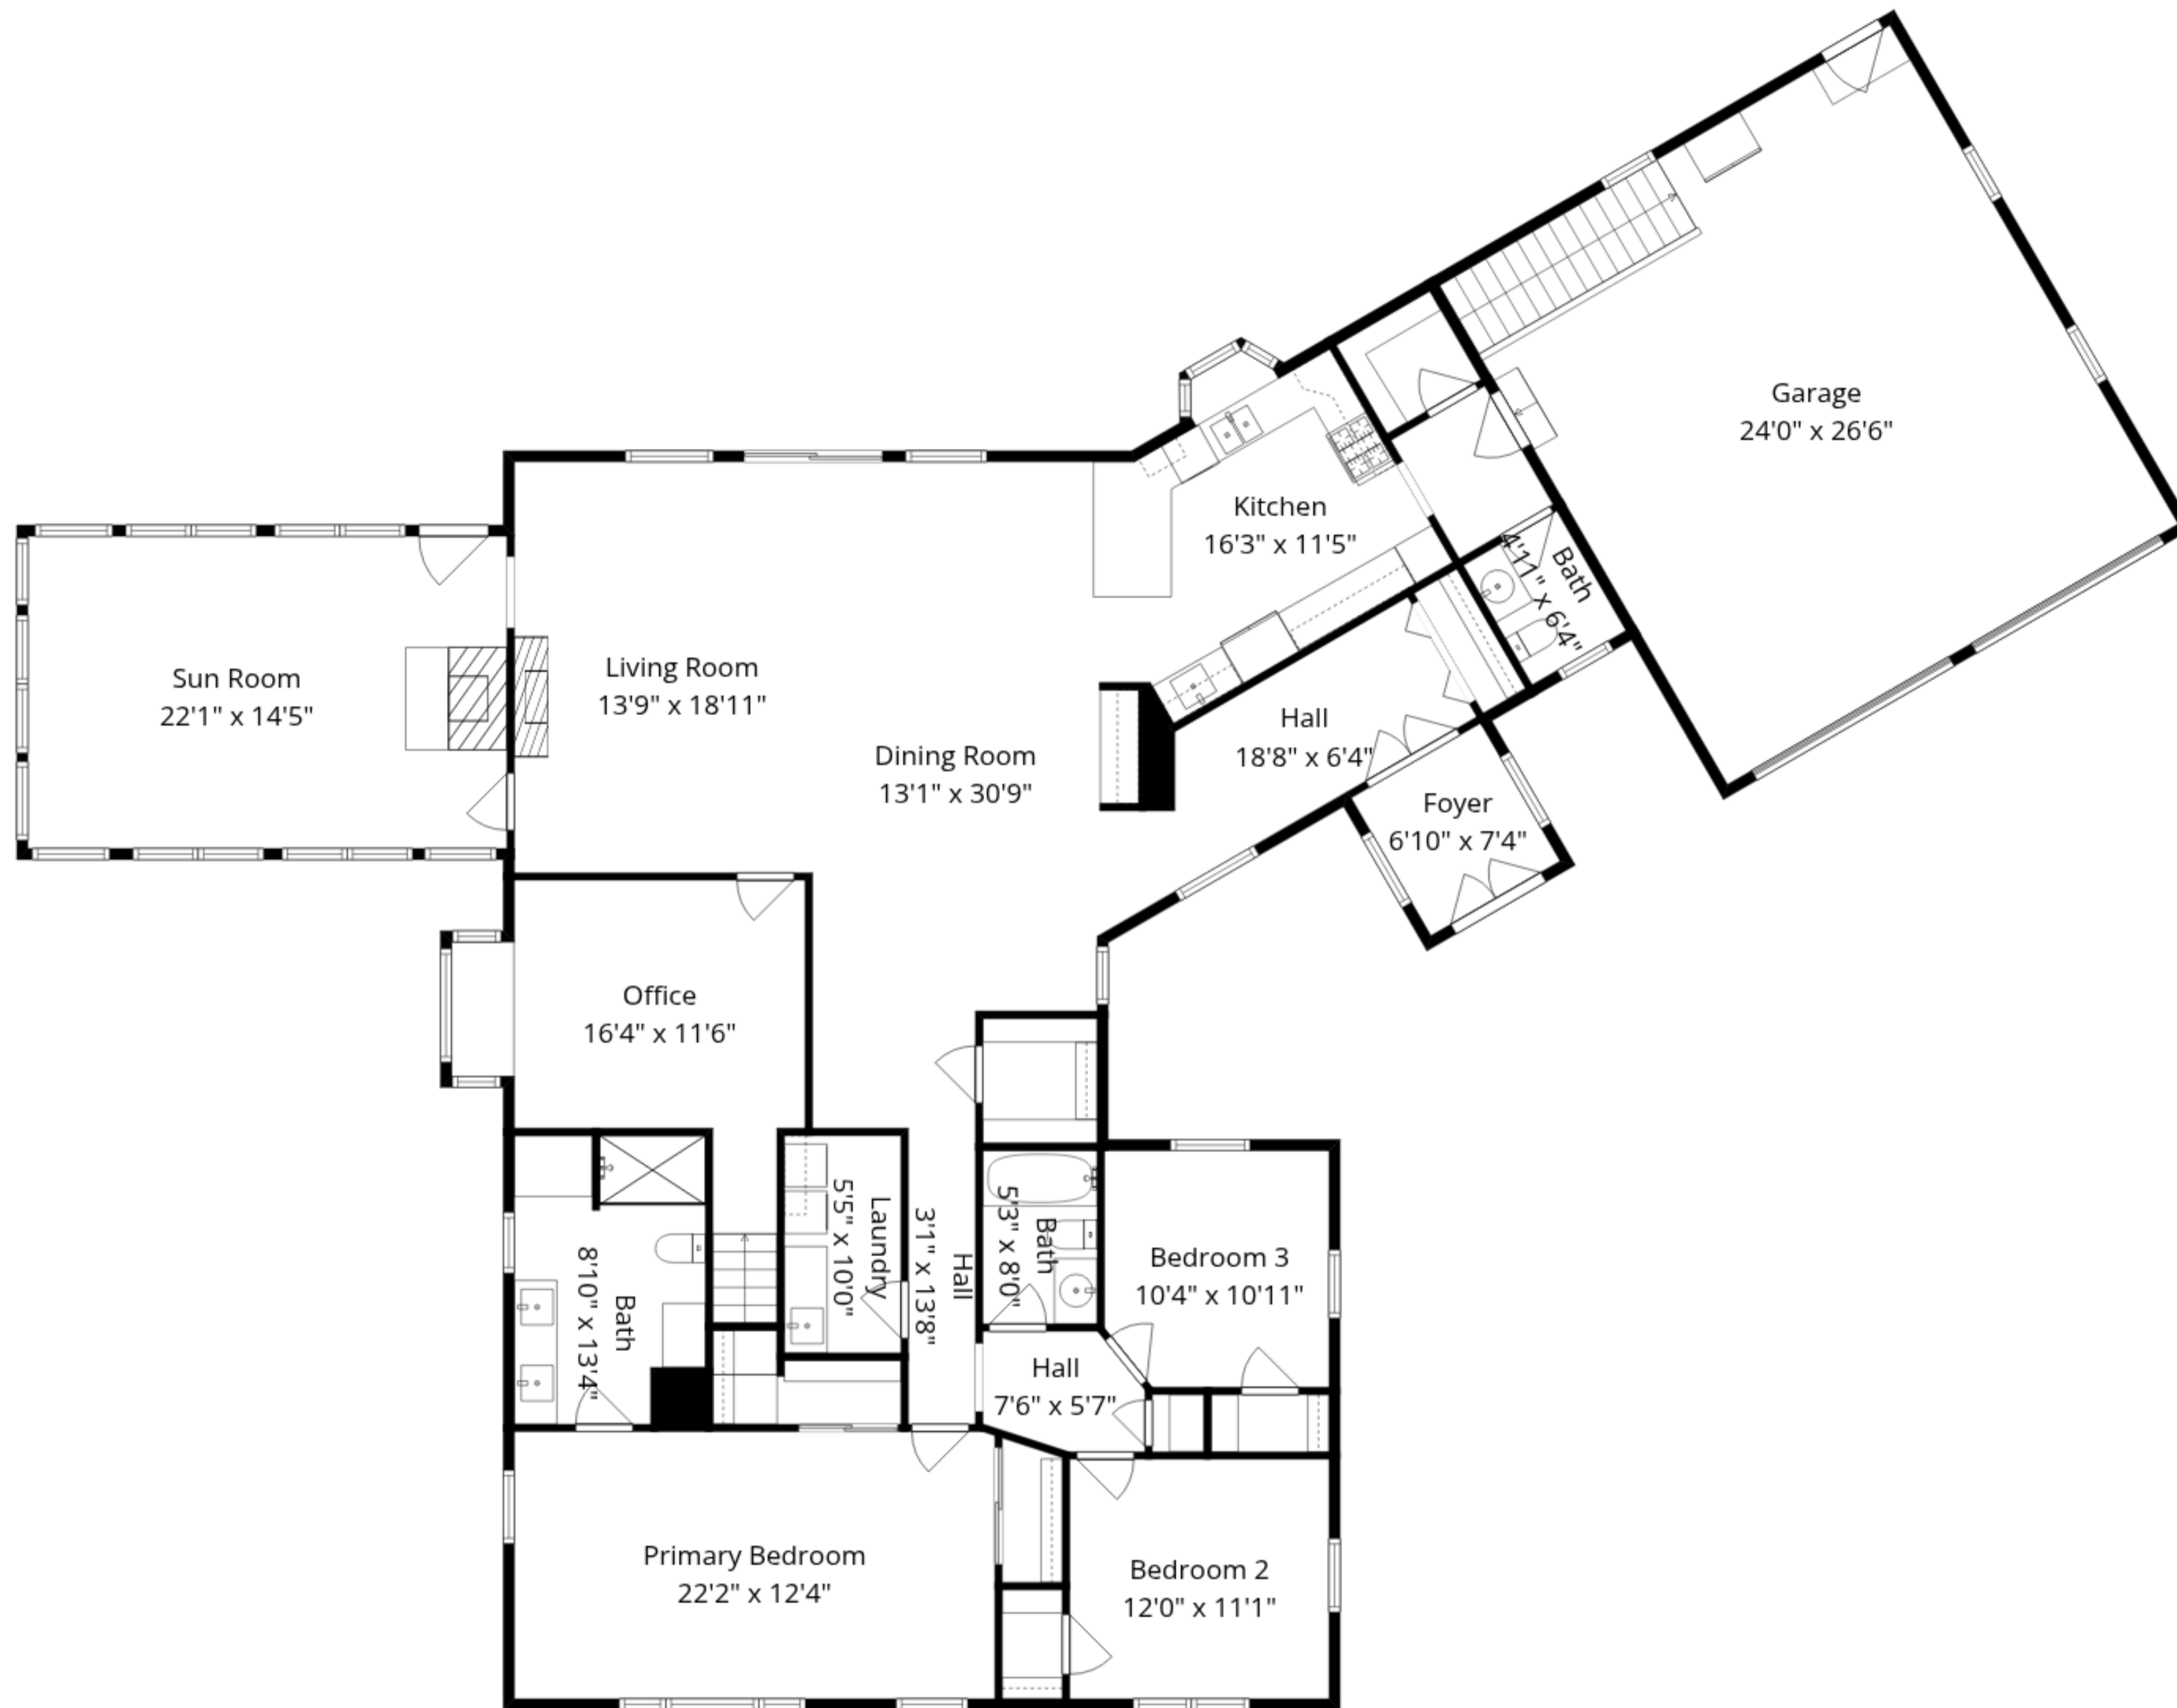 Garage
24'0" x 26'6"
Kitchen
16'3" x 11'5"
Bath
4'11" x 6'4"
Sun Room
22'1" x 14'5"
Living Room
13'9" x 18'11"
Dining Room
13'1" x 30'9"
Hall
18'8" x 6'4"
Foyer
6'10" x 7'4"
Office
16'4" x 11'6"
Bath
8'10" x 13'4"
Laundry
5'5" x 10'0"
Hall
3'1" x 13'8"
Bath
5'3" x 8'0"
Bedroom 3
10'4" x 10'11"
Hall
7'6" x 5'7"
Primary Bedroom
22'2" x 12'4"
Bedroom 2
12'0" x 11'1"